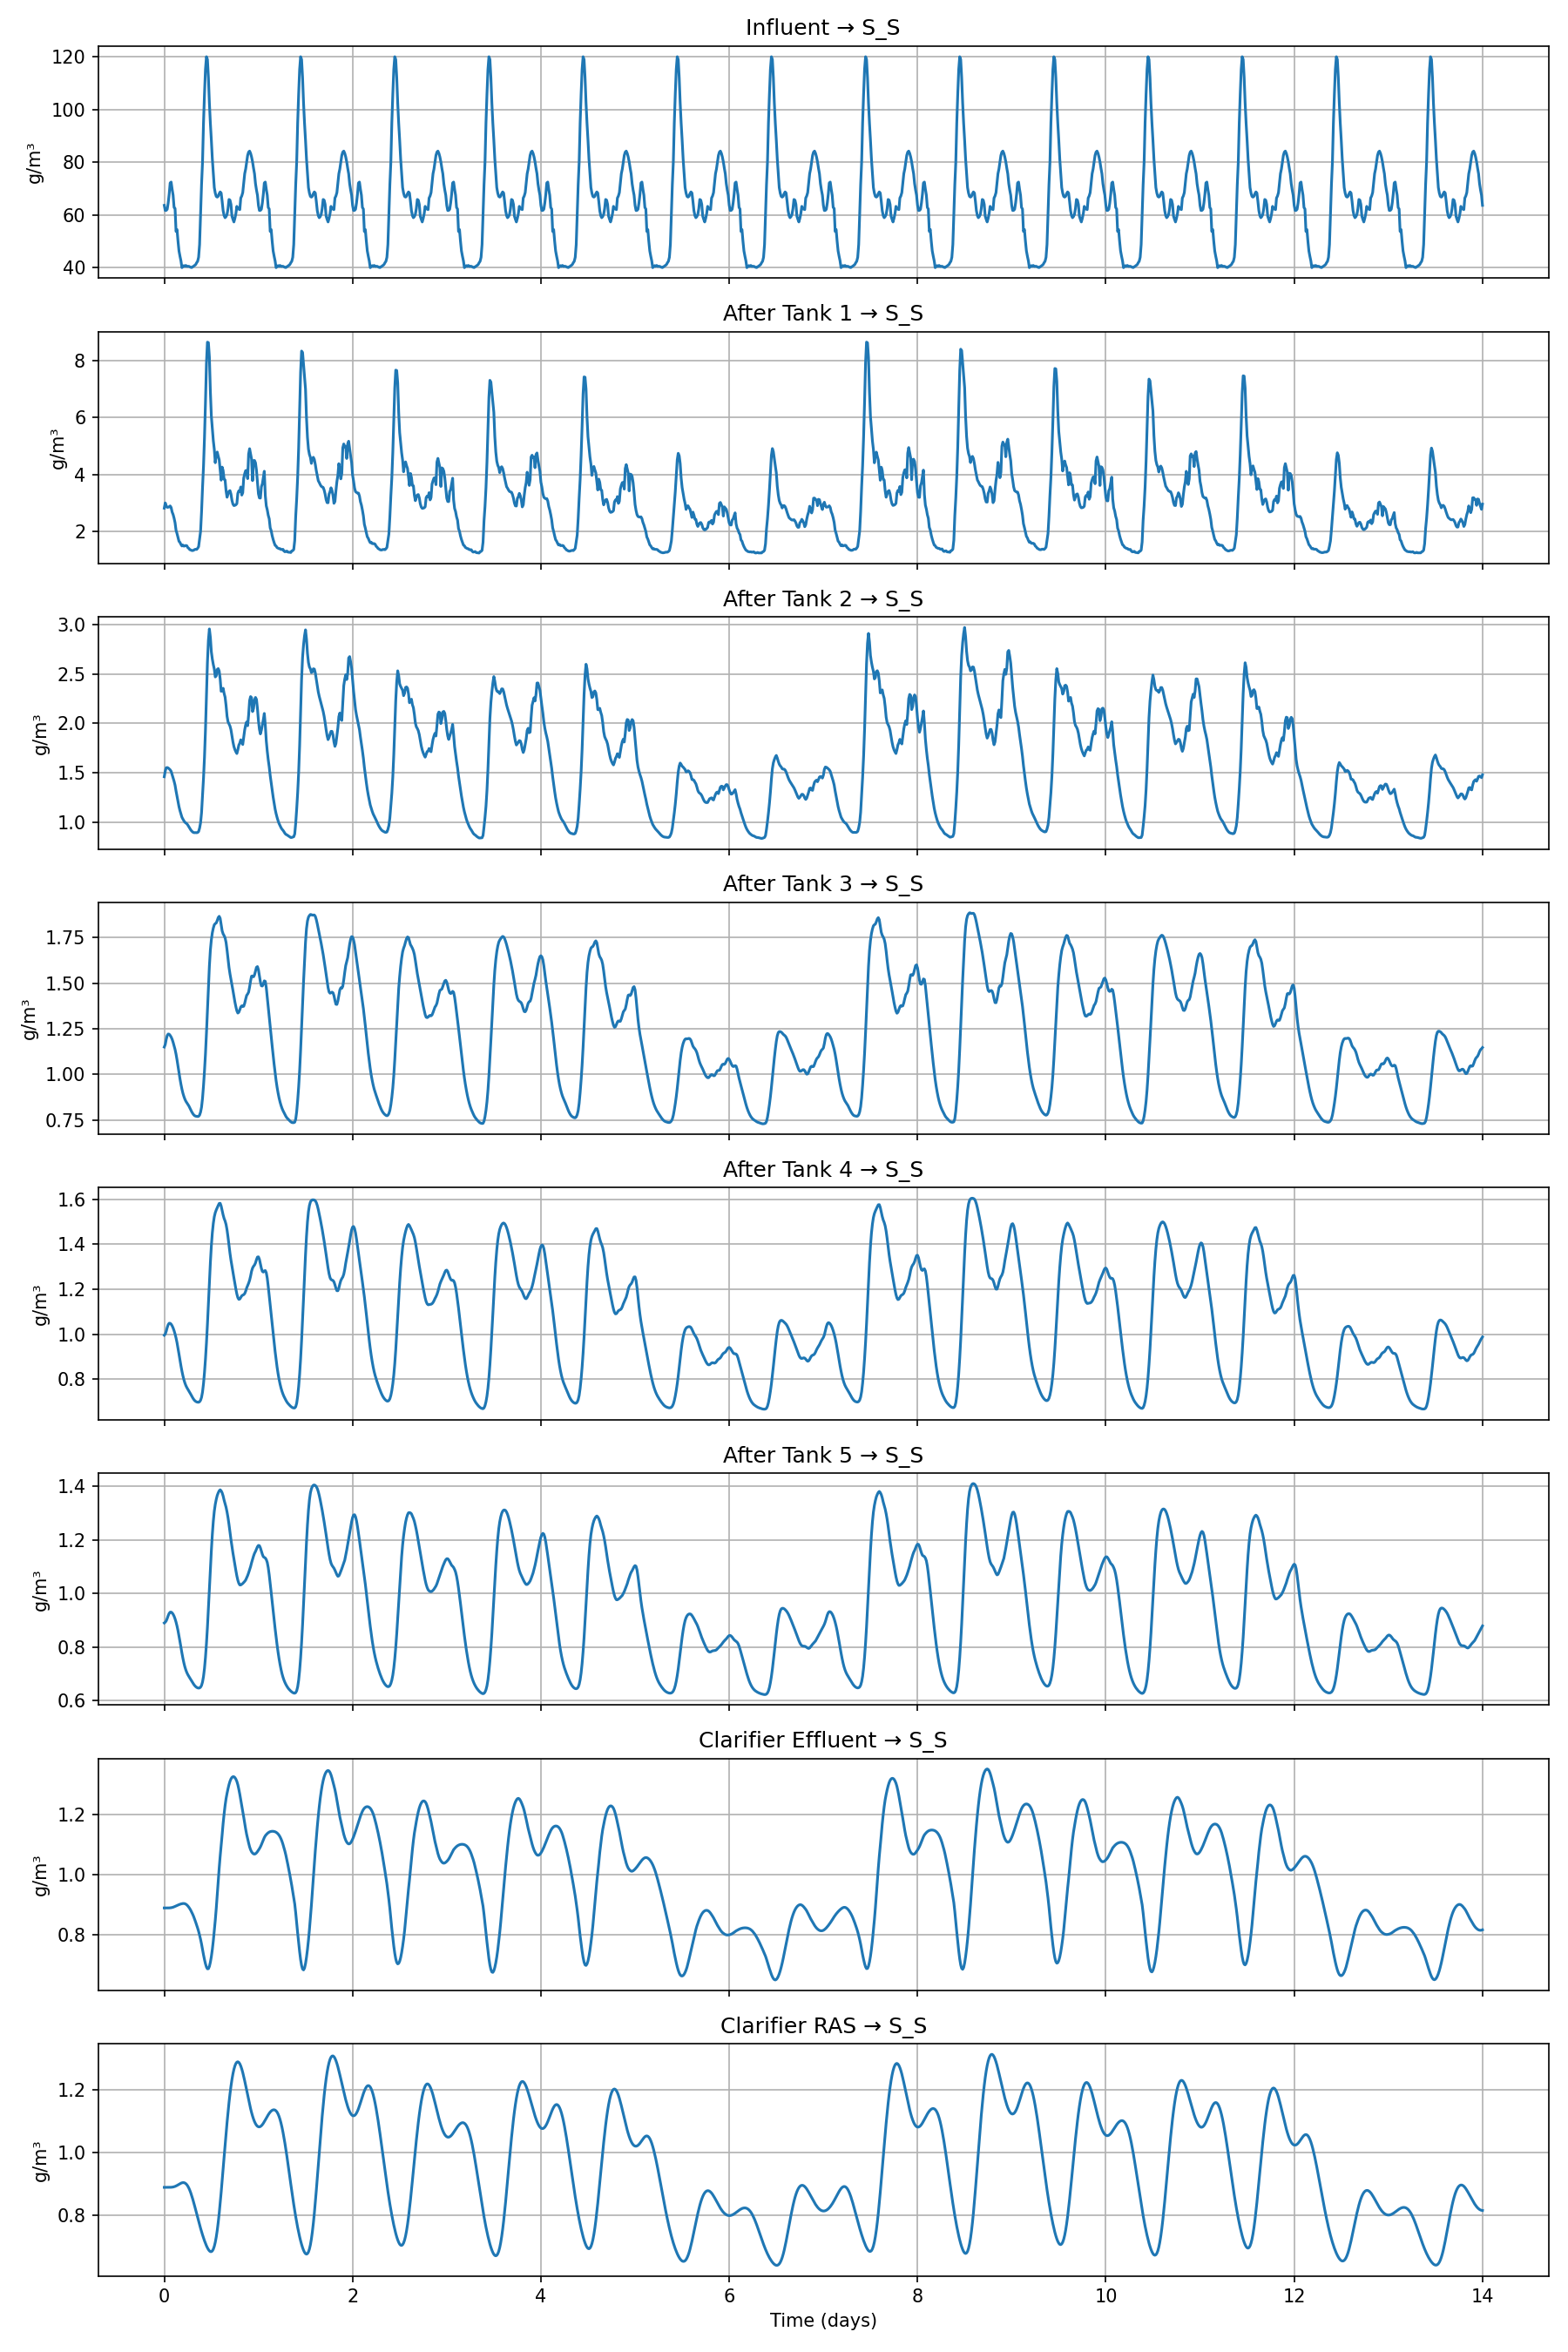 Influent → S_S
120
100
80
60
40
g/m³
After Tank 1 → S_S
8
6
4
2
g/m³
After Tank 2 → S_S
3.0
2.5
2.0
1.5
1.0
g/m³
After Tank 3 → S_S
1.75
1.50
1.25
1.00
0.75
g/m³
After Tank 4 → S_S
1.6
1.4
1.2
1.0
0.8
g/m³
After Tank 5 → S_S
1.4
1.2
1.0
0.8
0.6
g/m³
Clarifier Effluent → S_S
1.2
1.0
0.8
g/m³
Clarifier RAS → S_S
1.2
1.0
0.8
g/m³
0 2 4 6 8 10 12 14
Time (days)